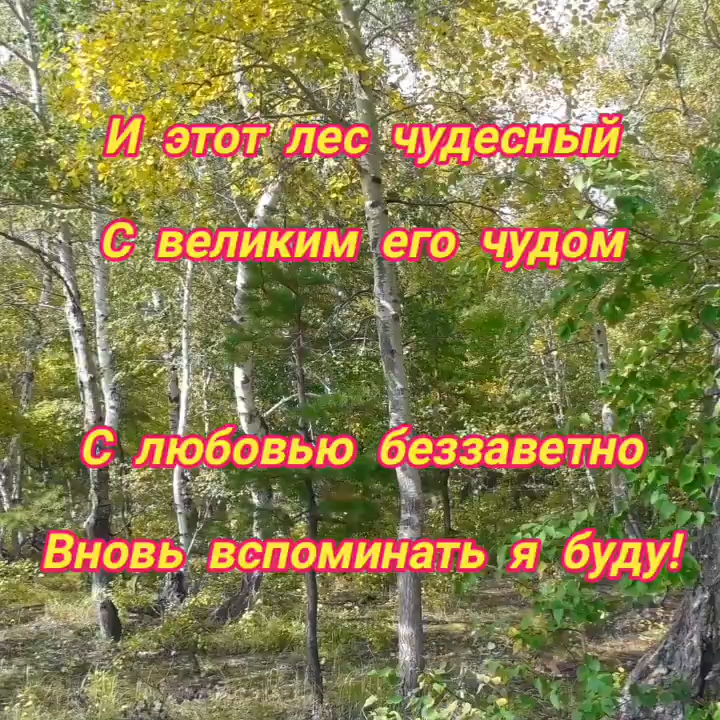 И этот лес чудесный
С великим его чудом
С любовью беззаветно
Вновь вспоминать я буду!